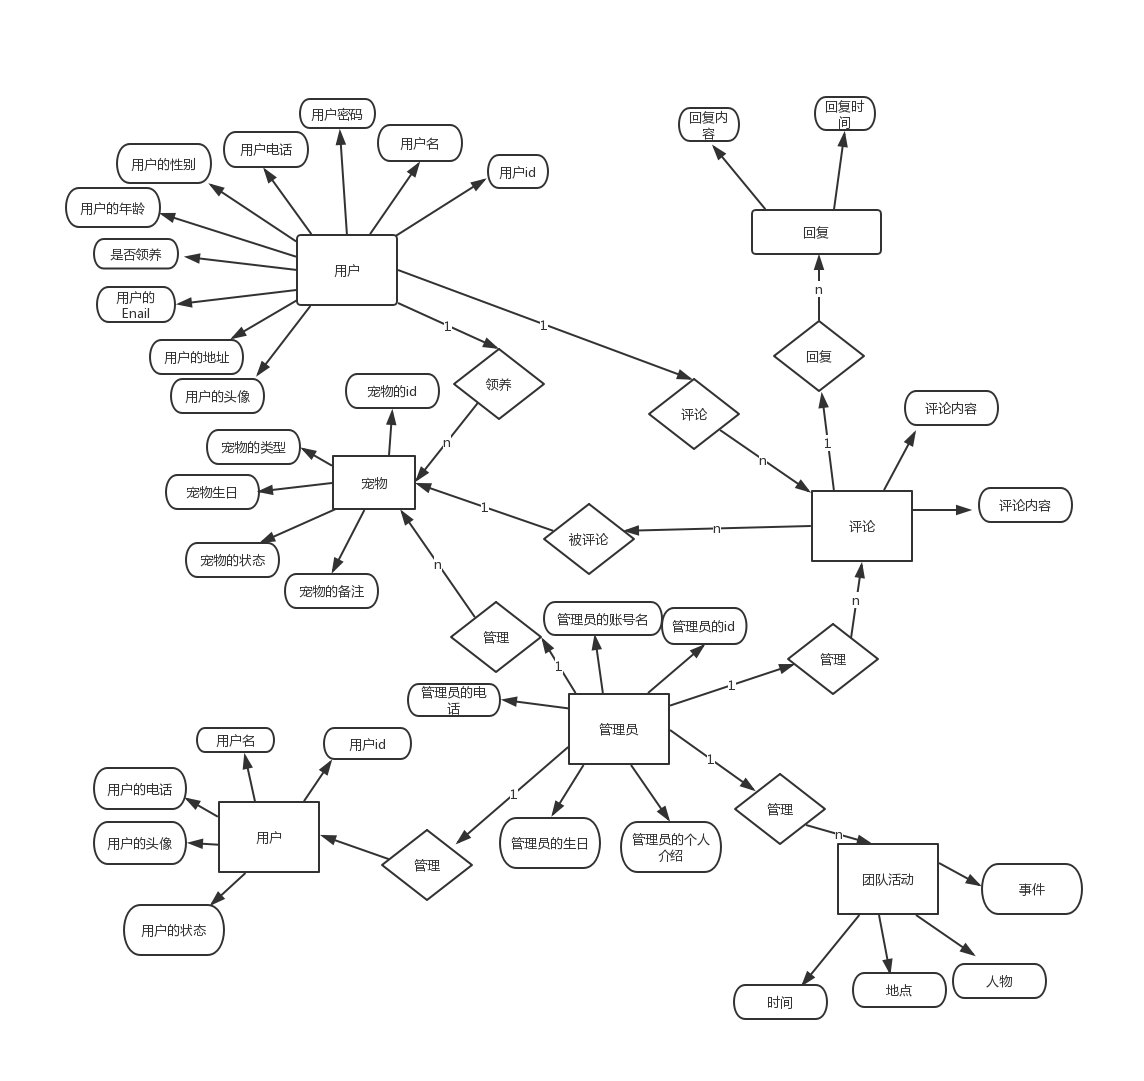 用户密码
用户电话
用户名
用户的性别
用户id
用户的年龄
是否领养
用户
用户的
Enail
用户的地址
用户的头像
1
1
领养
n
宠物的id
宠物的类型
宠物生日
宠物
宠物的状态
宠物的备注
评论
n
回复内
容
回复时
间
回复
n
回复
1
评论内容
评论内容
评论
n
被评论
1
n
管理
1
n
管理
1
管理员的账号名
管理员的id
管理员的电
话
管理员
1
管理
n
1
管理员的生日
管理员的个人
介绍
管理
用户名
用户id
用户的电话
用户的头像
用户
用户的状态
团队活动
事件
时间
地点
人物